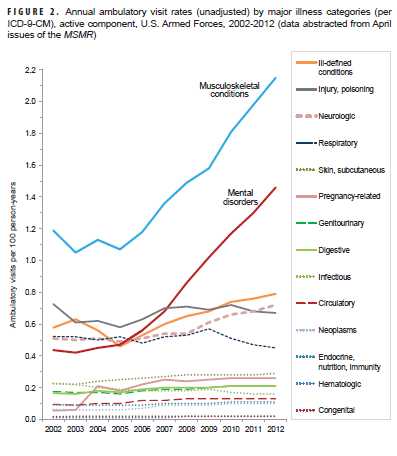 FIGURE 2. Annual ambulatory visit rates (unadjusted) by major illness categories (per
ICD-9-CM), active component, U.S. Armed Forces, 2002-2012 (data abstracted from April
issues of the MSMR)
Ambulatory visits per 100 person-years
2.2
2.0
1.8
1.6
1.4
1.2
1.0
0.8
0.6
0.4
0.2
0.0
2002 2003 2004 2005 2006 2007 2008 2009 2010 2011 2012
Musculoskeletal
conditions
Mental
disorders
Ill-defined
conditions
Injury, poisoning
Neurologic
Respiratory
Skin, subcutaneous
Pregnancy-related
Genitourinary
Digestive
Infectious
Circulatory
Neoplasms
Endocrine,
nutrition, immunity
Hematologic
Congenital